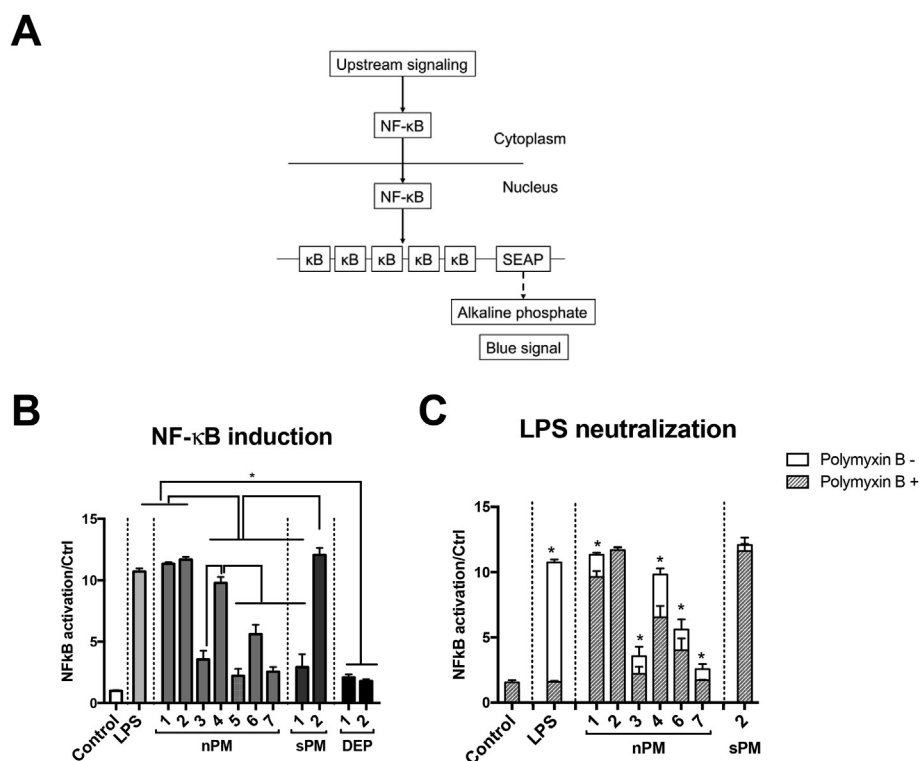 A
Upstream signaling
NF-κB
Cytoplasm
Nucleus
NF-κB
κB κB κB κB κB SEAP
Alkaline phosphate
Blue signal
B
NF-κB induction
*
NFkB activation/Ctrl
15
10
5
0
Control LPS 1 2 3 4 5 6 7 1 2 1 2
nPM sPM DEP
C
LPS neutralization
Polymyxin B -
Polymyxin B +
NFkB activation/Ctrl
15
10
5
0
* * * * * *
Control LPS 1 2 3 4 6 7 2
nPM sPM